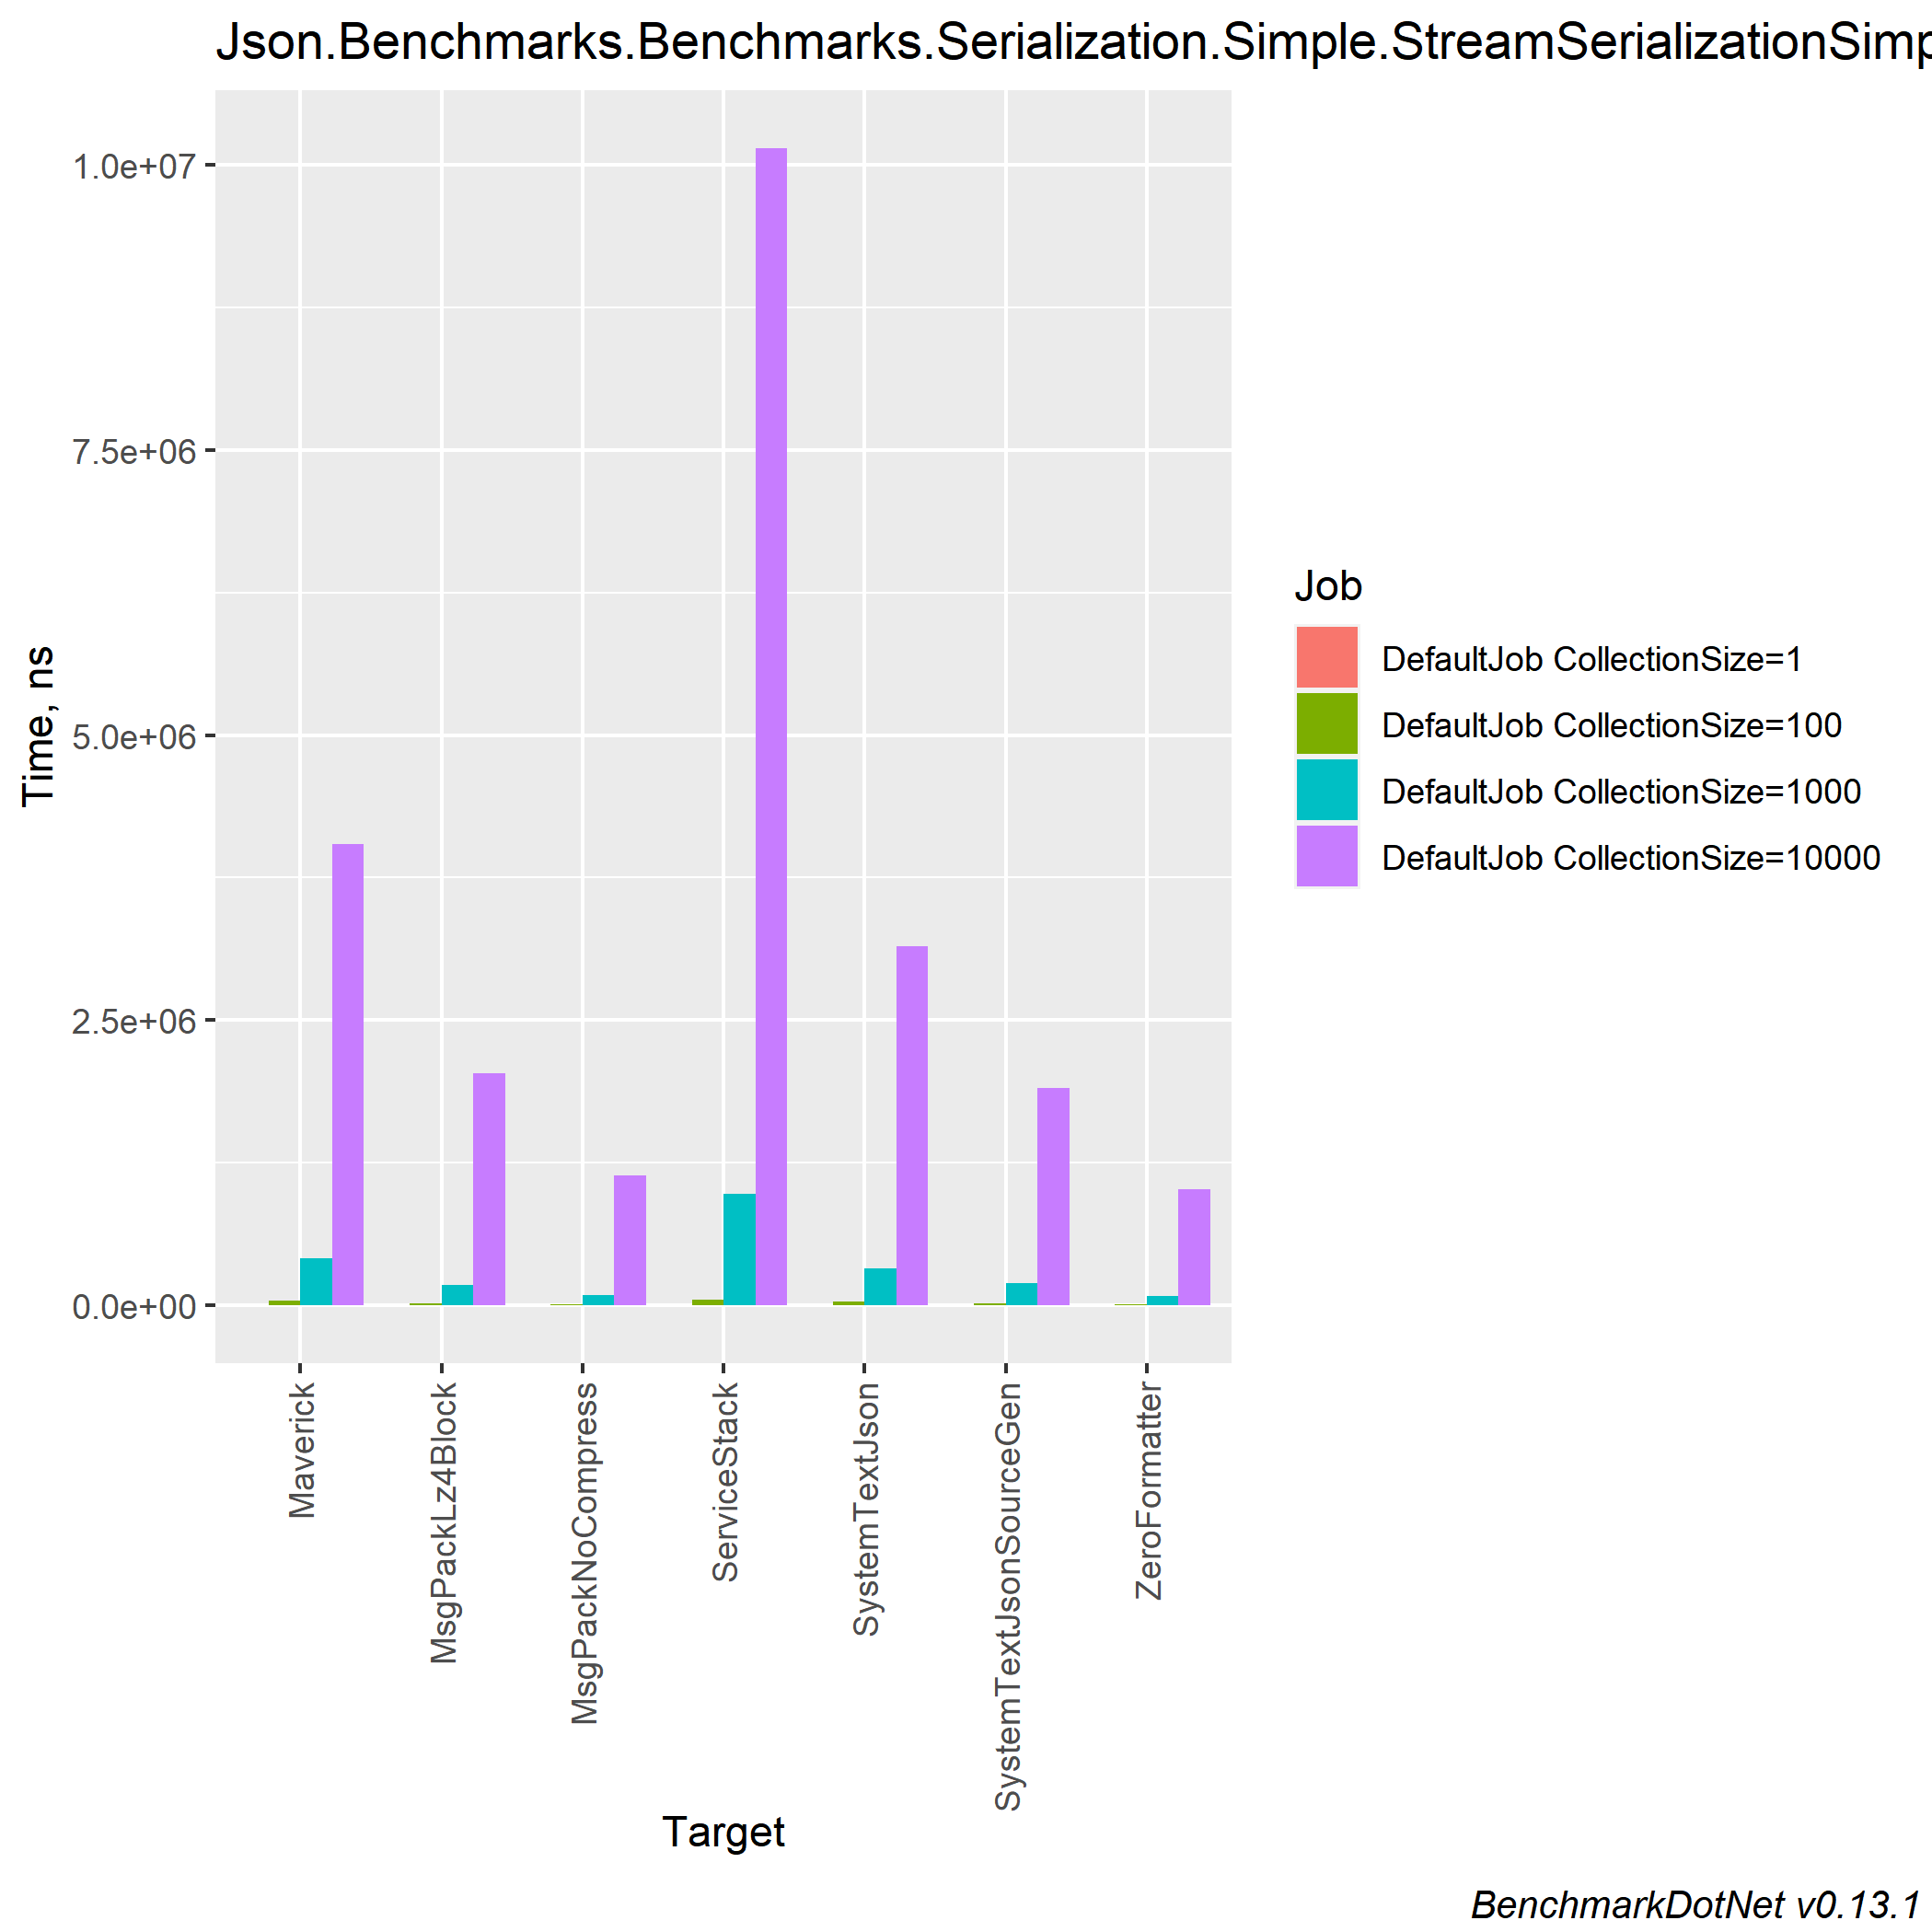 Json.Benchmarks.Benchmarks.Serialization.Simple.StreamSerializationSimp
Time, ns
1.0e+07
7.5e+06
5.0e+06
2.5e+06
0.0e+00
Maverick
MsgPackLz4Block
MsgPackNoCompress
ServiceStack
SystemTextJson
SystemTextJsonSourceGen
ZeroFormatter
Target
Job
DefaultJob CollectionSize=1
DefaultJob CollectionSize=100
DefaultJob CollectionSize=1000
DefaultJob CollectionSize=10000
BenchmarkDotNet v0.13.1